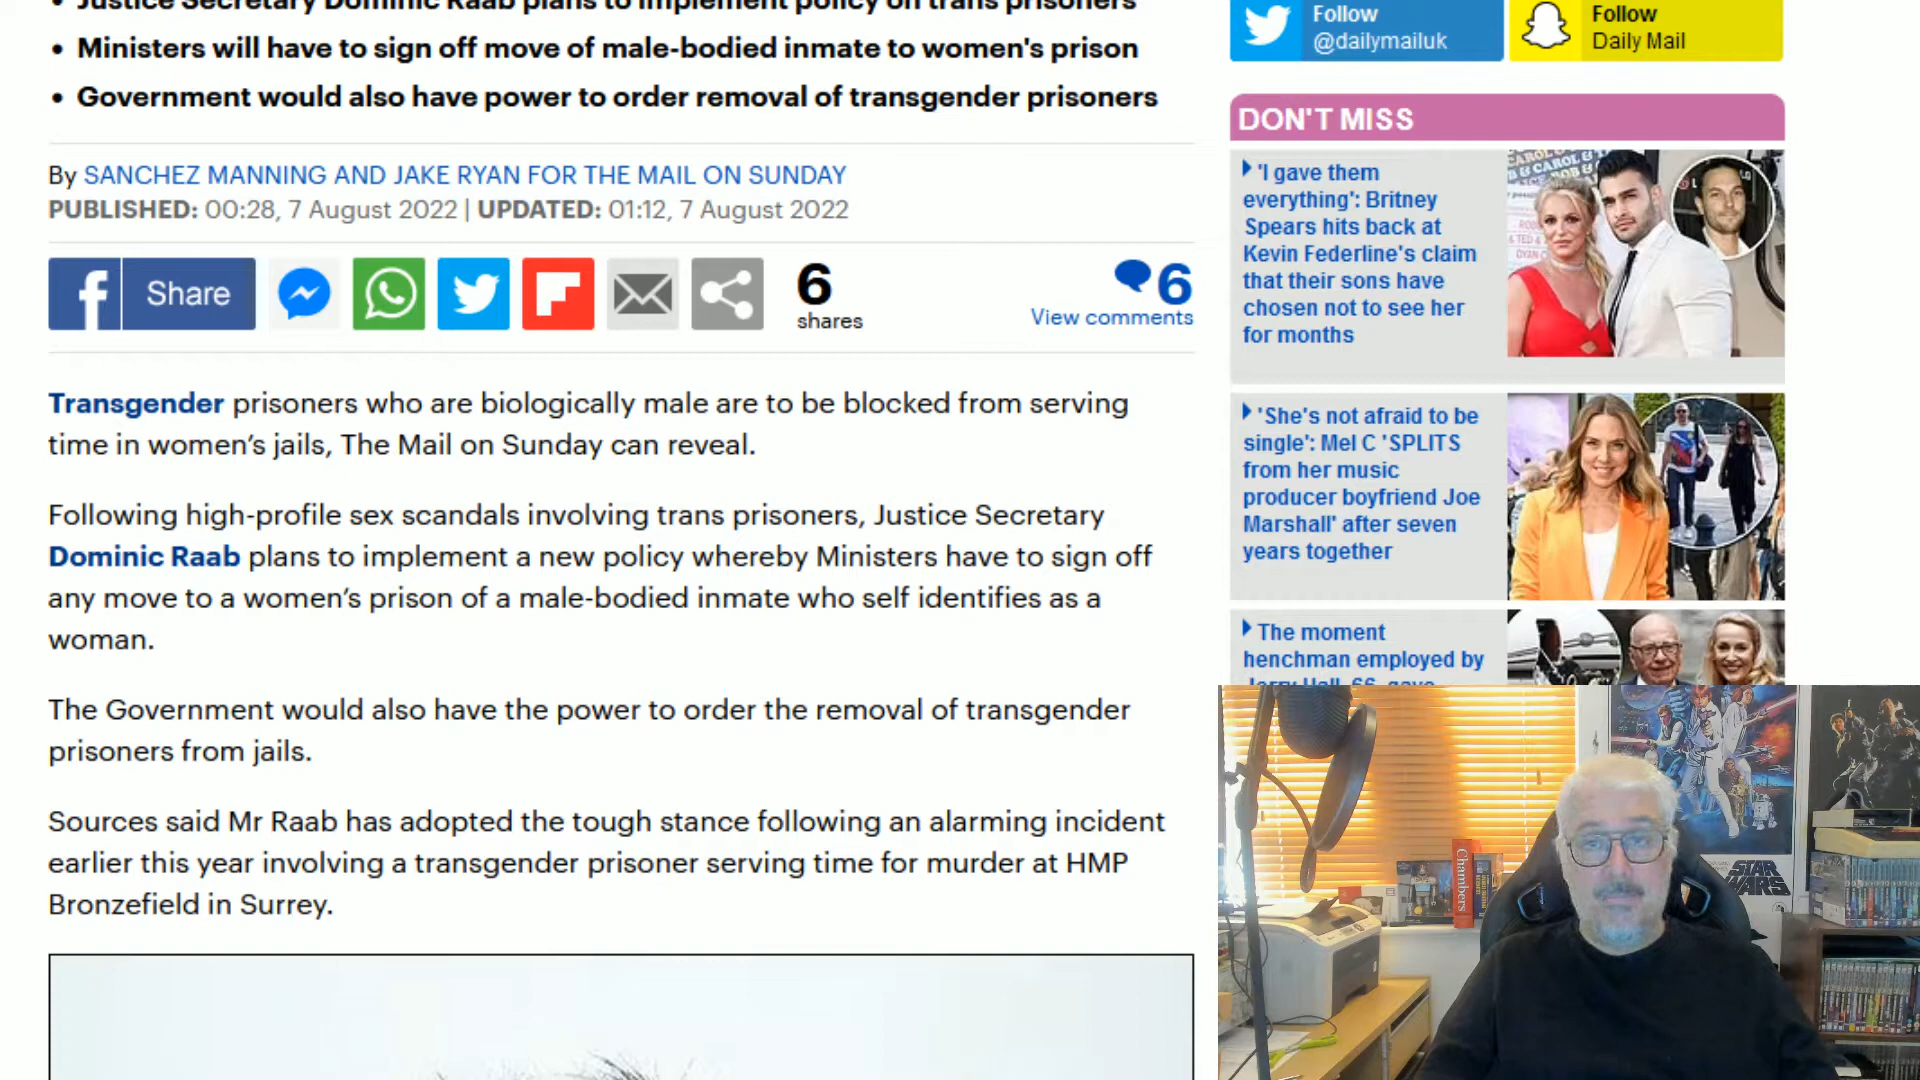 • Justice Secretary Dominic Raab plans to implement policy on trans prisoners
• Ministers will have to sign off move of male-bodied inmate to women's prison
• Government would also have power to order removal of transgender prisoners
By SANCHEZ MANNING AND JAKE RYAN FOR THE MAIL ON SUNDAY
PUBLISHED: 00:28, 7 August 2022 | UPDATED: 01:12, 7 August 2022
Share
6
shares
6
View comments
Transgender prisoners who are biologically male are to be blocked from serving
time in women’s jails, The Mail on Sunday can reveal.
Following high-profile sex scandals involving trans prisoners, Justice Secretary
Dominic Raab plans to implement a new policy whereby Ministers have to sign off
any move to a women’s prison of a male-bodied inmate who self identifies as a
woman.
The Government would also have the power to order the removal of transgender
prisoners from jails.
Sources said Mr Raab has adopted the tough stance following an alarming incident
earlier this year involving a transgender prisoner serving time for murder at HMP
Bronzefield in Surrey.
Follow
@dailymailuk
Follow
Daily Mail
DON'T MISS
'I gave them
everything': Britney
Spears hits back at
Kevin Federline's claim
that their sons have
chosen not to see her
for months
'She's not afraid to be
single': Mel C 'SPLITS
from her music
producer boyfriend Joe
Marshall' after seven
years together
The moment
henchman employed by
Jerry Hall, 66, gave
Chambers
STAR
WARS